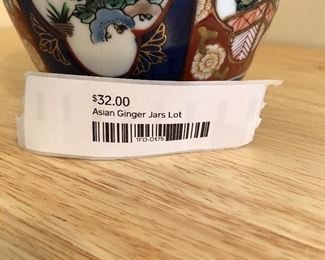 $32.00
Asian Ginger Jars Lot
1FD-D175